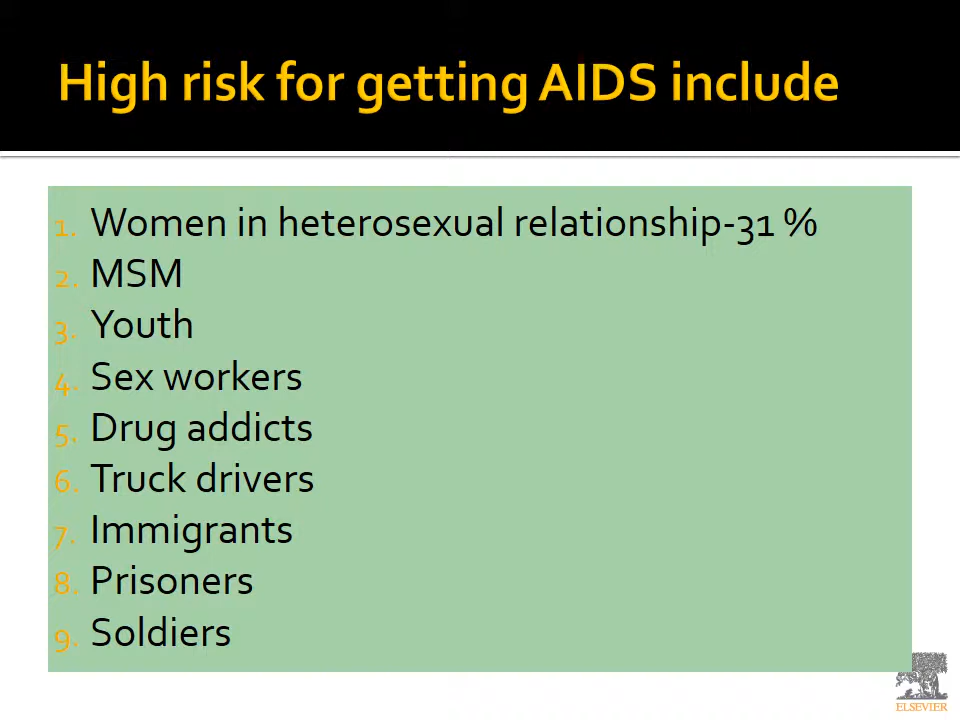 High risk for getting AIDS include
1. Women in heterosexual relationship-31 %
2. MSM
3. Youth
4. Sex workers
5. Drug addicts
6. Truck drivers
7. Immigrants
8. Prisoners
9. Soldiers
ELSEVIER